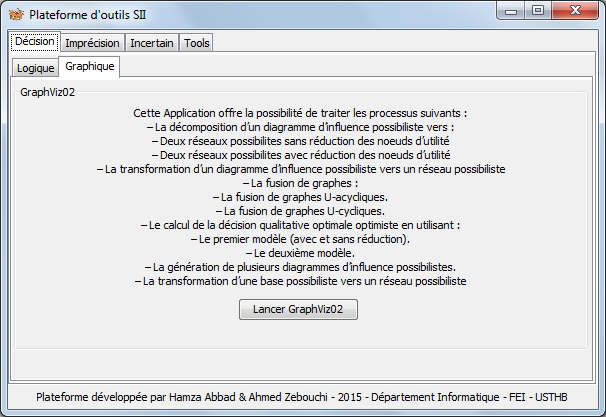 Plateforme d'outils SII
Décision Imprécision Incertain Tools
Logique Graphique
GraphViz02
Cette Application offre la possibilité de traiter les processus suivants :
– La décomposition d'un diagramme d'influence possibiliste vers :
– Deux réseaux possibilites sans réduction des noeuds d'utilité
– Deux réseaux possibilites avec réduction des noeuds d'utilité
– La transformation d'un diagramme d'influence possibiliste vers un réseau possibiliste
– La fusion de graphes :
– La fusion de graphes U-acycliques.
– La fusion de graphes U-cycliques.
– Le calcul de la décision qualitative optimale optimiste en utilisant :
– Le premier modèle (avec et sans réduction).
– Le deuxième modèle.
– La génération de plusieurs diagrammes d'influence possibilistes.
– La transformation d'une base possibiliste vers un réseau possibiliste
Lancer GraphViz02
Plateforme développée par Hamza Abbad & Ahmed Zebouchi - 2015 - Département Informatique - FEI - USTHB